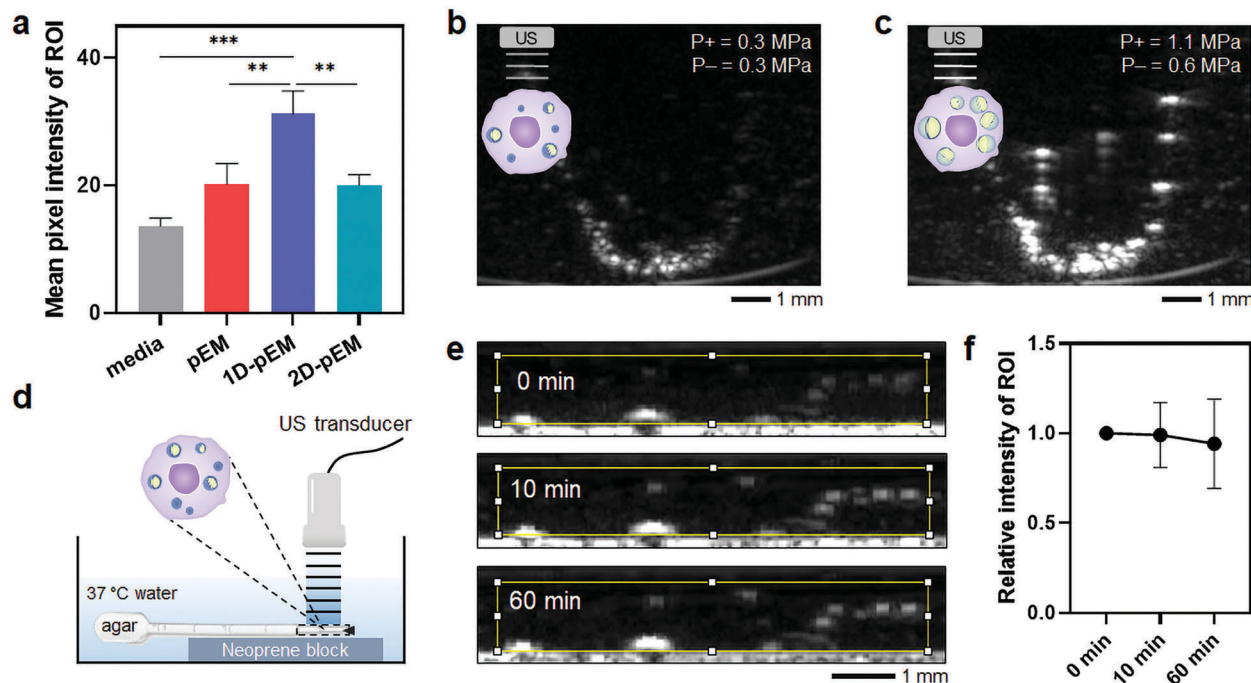 a
Mean pixel intensity of ROI
40
20
0
***
**
**
media
pEM
1D-pEM
2D-pEM
b
US
P+ = 0.3 MPa
P– = 0.3 MPa
1 mm
c
US
P+ = 1.1 MPa
P– = 0.6 MPa
1 mm
d
US transducer
37 °C water
agar
Neoprene block
e
0 min
10 min
60 min
1 mm
f
Relative intensity of ROI
1.5
1.0
0.5
0.0
0 min
10 min
60 min